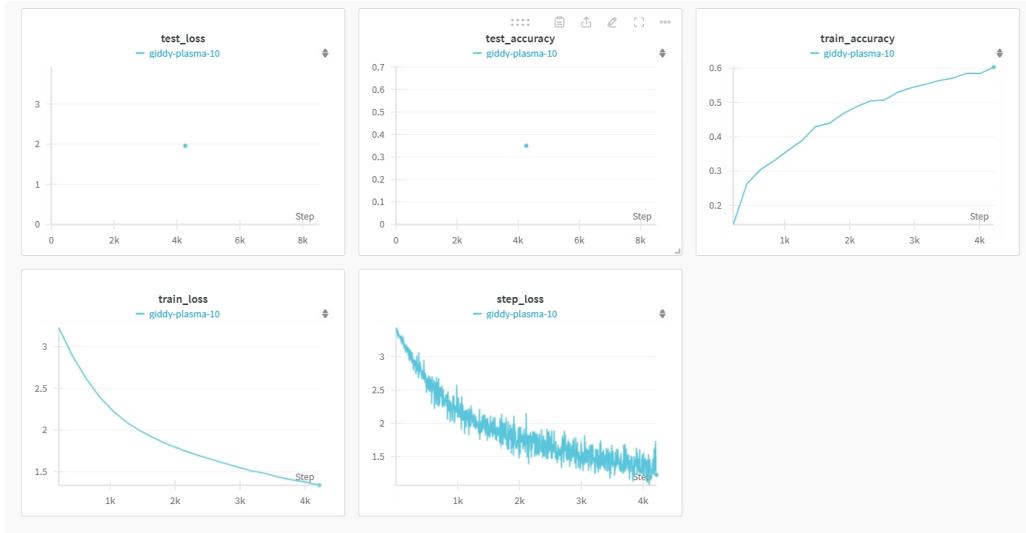 test_loss
giddy-plasma-10
3
2
1
0
Step
0 2k 4k 6k 8k
test_accuracy
giddy-plasma-10
0.7
0.6
0.5
0.4
0.3
0.2
0.1
0
Step
0 2k 4k 6k 8k
train_accuracy
giddy-plasma-10
0.6
0.5
0.4
0.3
0.2
Step
1k 2k 3k 4k
train_loss
giddy-plasma-10
3
2.5
2
1.5
Step
1k 2k 3k 4k
step_loss
giddy-plasma-10
3
2.5
2
1.5
Step
1k 2k 3k 4k